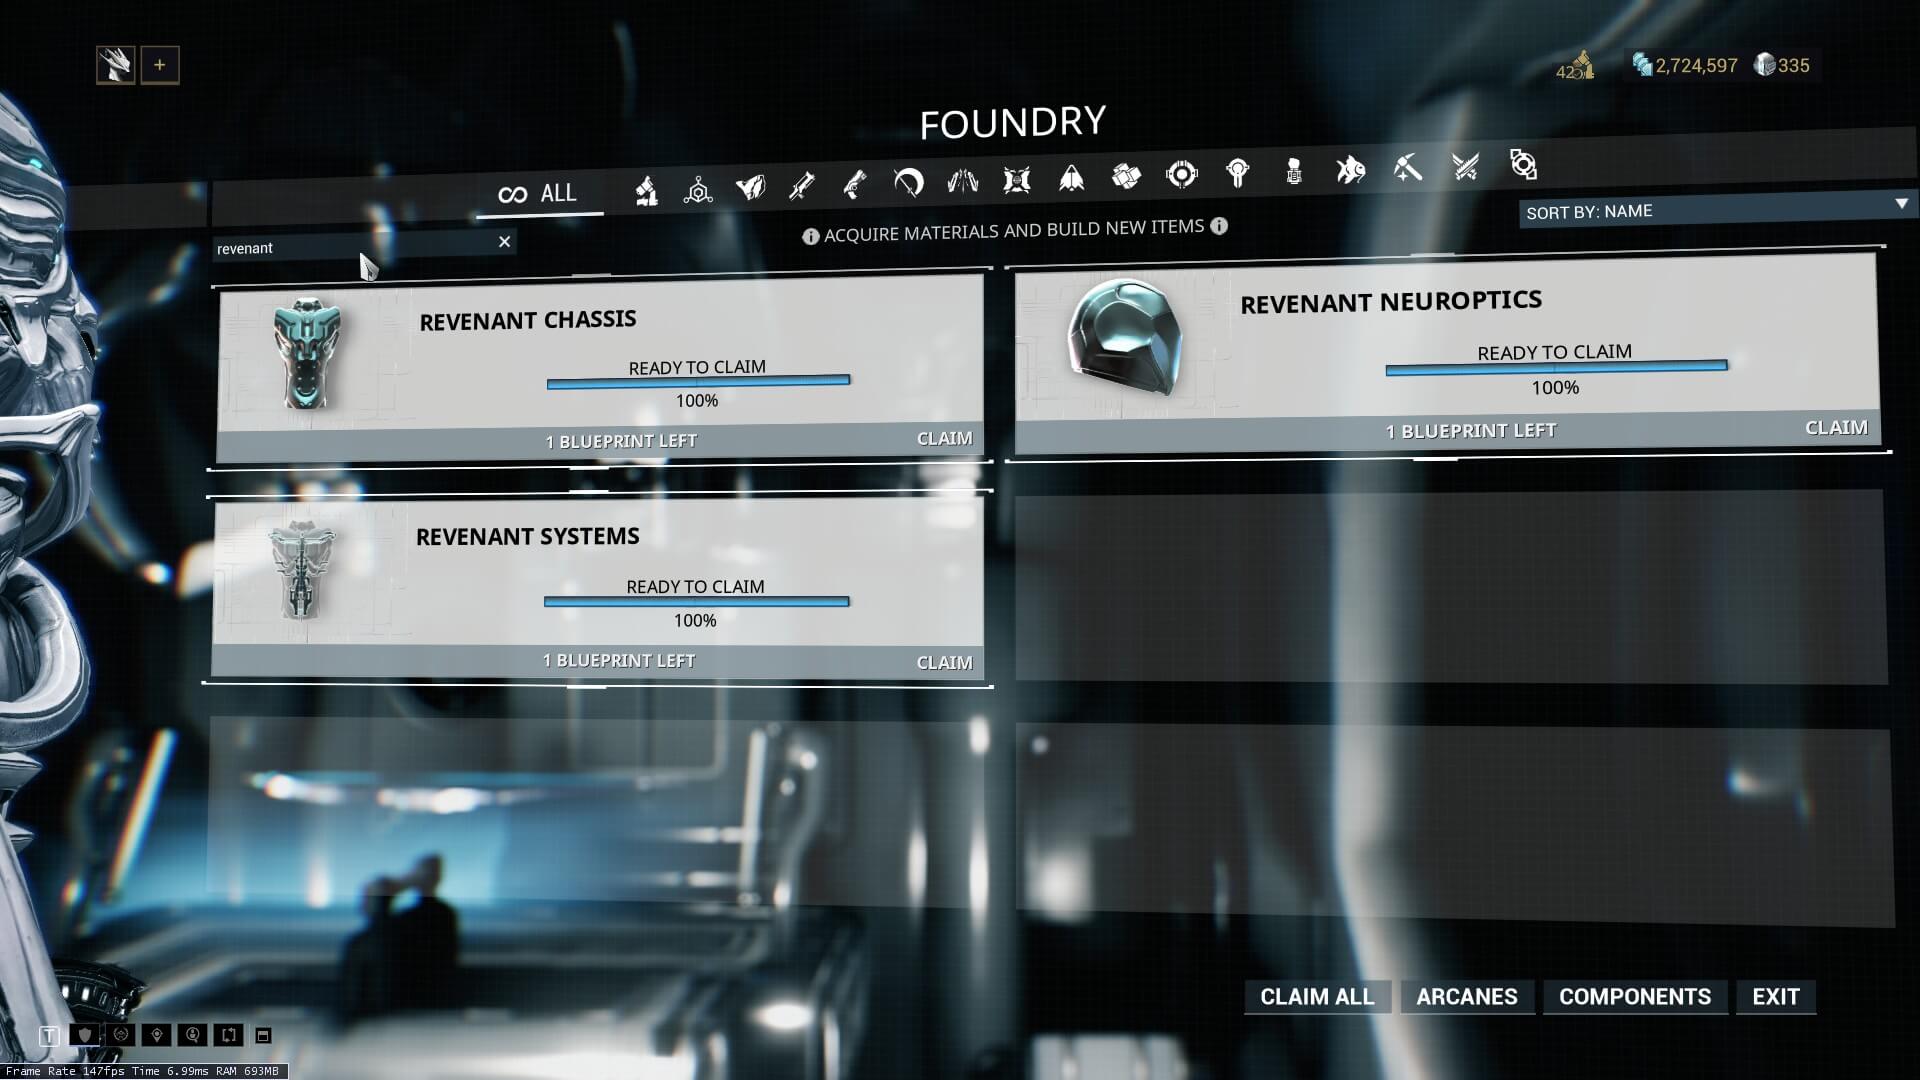 +
42
2,724,597
335
FOUNDRY
ALL
SORT BY: NAME
revenant
ACQUIRE MATERIALS AND BUILD NEW ITEMS
REVENANT CHASSIS
READY TO CLAIM
100%
1 BLUEPRINT LEFT
CLAIM
REVENANT NEUROPTICS
READY TO CLAIM
100%
1 BLUEPRINT LEFT
CLAIM
REVENANT SYSTEMS
READY TO CLAIM
100%
1 BLUEPRINT LEFT
CLAIM
CLAIM ALL
ARCANES
COMPONENTS
EXIT
T
Frame Rate 147fps Time 6.99ms RAM 693MB